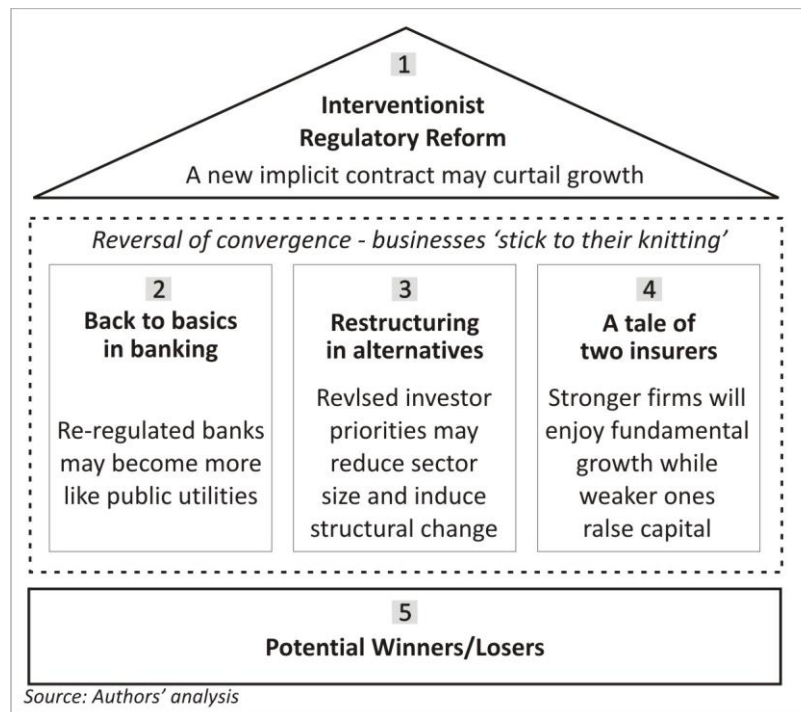 1
Interventionist
Regulatory Reform
A new implicit contract may curtail growth
Reversal of convergence - businesses ‘stick to their knitting’
2
Back to basics
in banking
Re-regulated banks
may become more
like public utilities
3
Restructuring
in alternatives
Revlsed investor
priorities may
reduce sector
size and induce
structural change
4
A tale of
two insurers
Stronger firms will
enjoy fundamental
growth while
weaker ones
ralse capital
5
Potential Winners/Losers
Source: Authors’ analysis